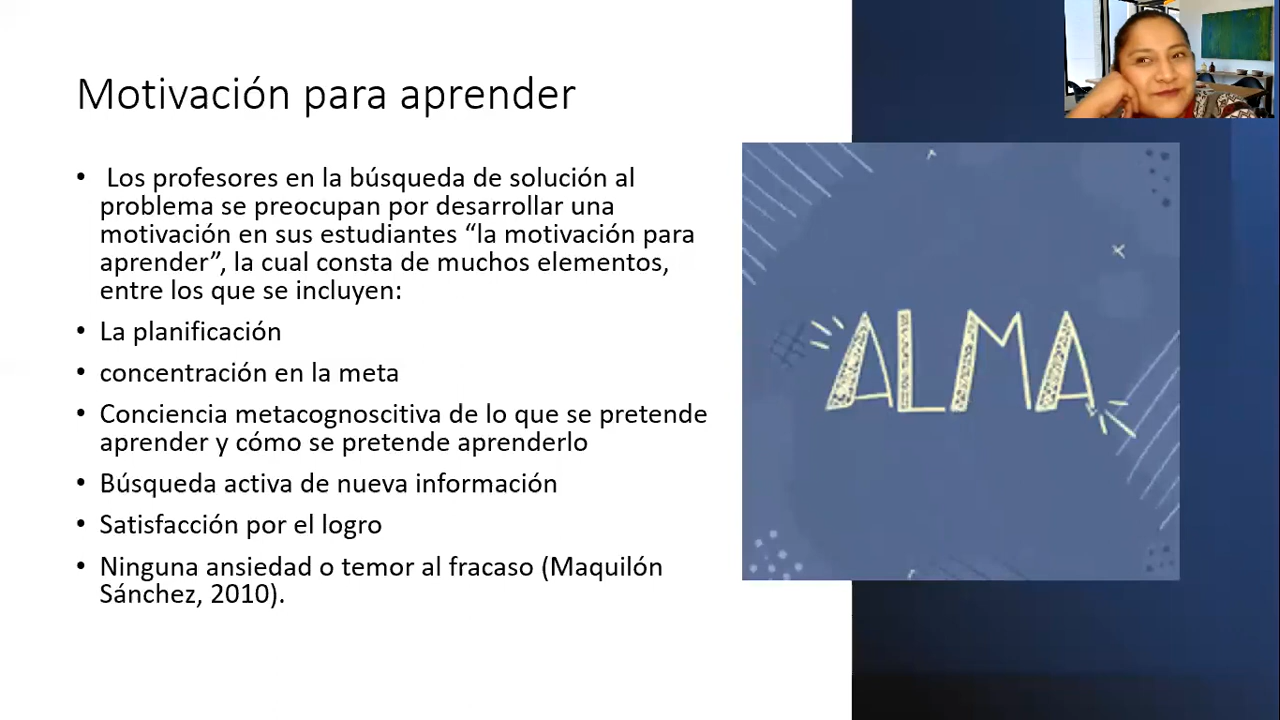 Motivación para aprender
• Los profesores en la búsqueda de solución al
problema se preocupan por desarrollar una
motivación en sus estudiantes “la motivación para
aprender”, la cual consta de muchos elementos,
entre los que se incluyen:
• La planificación
• concentración en la meta
• Conciencia metacognoscitiva de lo que se pretende
aprender y cómo se pretende aprenderlo
• Búsqueda activa de nueva información
• Satisfacción por el logro
• Ninguna ansiedad o temor al fracaso (Maquilón
Sánchez, 2010).
ALMA